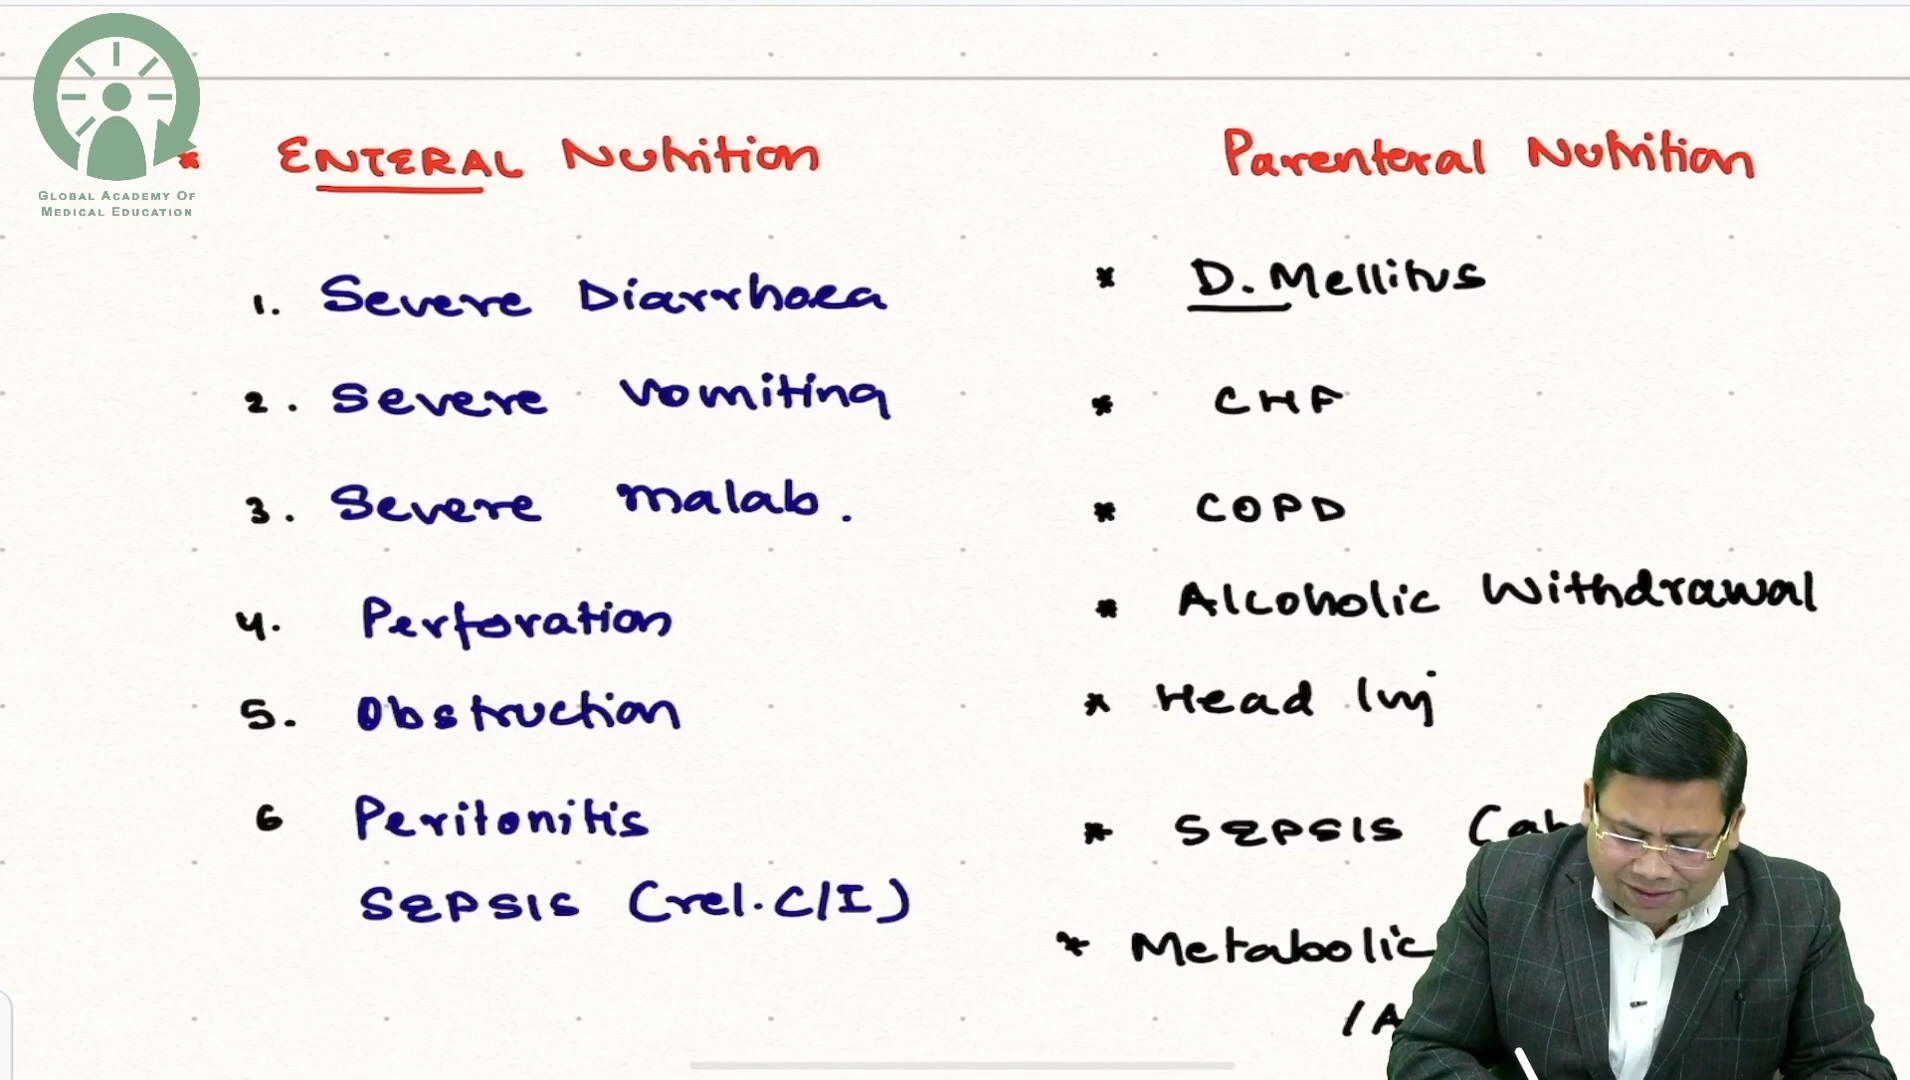 GLOBAL ACADEMY OF
MEDICAL EDUCATION
* ENTERAL Nutrition
1. Severe Diarrhoea
2. Severe vomiting
3. Severe malab.
4. Perforation
5. Obstruction
6 Peritonitis
SEPSIS (rel. C/I)
Parenteral Nutrition
* D. Mellitus
* CHF
* COPD
* Alcoholic Withdrawal
* Head Inj
* SEPSIS
* Metabolic